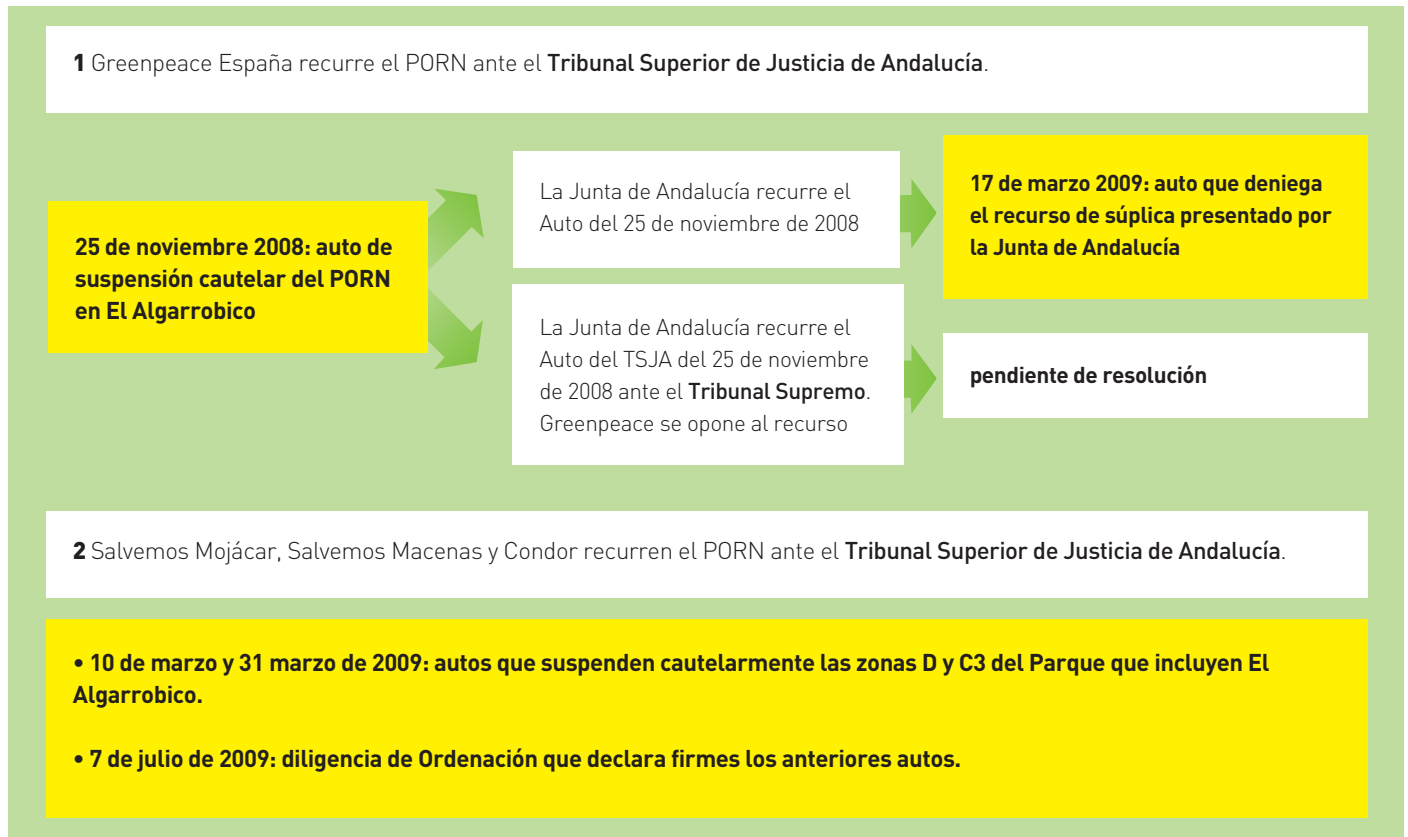 1 Greenpeace España recurre el PORN ante el Tribunal Superior de Justicia de Andalucía.
25 de noviembre 2008: auto de
suspensión cautelar del PORN
en El Algarrobico
La Junta de Andalucía recurre el
Auto del 25 de noviembre de 2008
17 de marzo 2009: auto que deniega
el recurso de súplica presentado por
la Junta de Andalucía
La Junta de Andalucía recurre el
Auto del TSJA del 25 de noviembre
de 2008 ante el Tribunal Supremo.
Greenpeace se opone al recurso
pendiente de resolución
2 Salvemos Mojácar, Salvemos Macenas y Condor recurren el PORN ante el Tribunal Superior de Justicia de Andalucía.
• 10 de marzo y 31 marzo de 2009: autos que suspenden cautelarmente las zonas D y C3 del Parque que incluyen El
Algarrobico.
• 7 de julio de 2009: diligencia de Ordenación que declara firmes los anteriores autos.